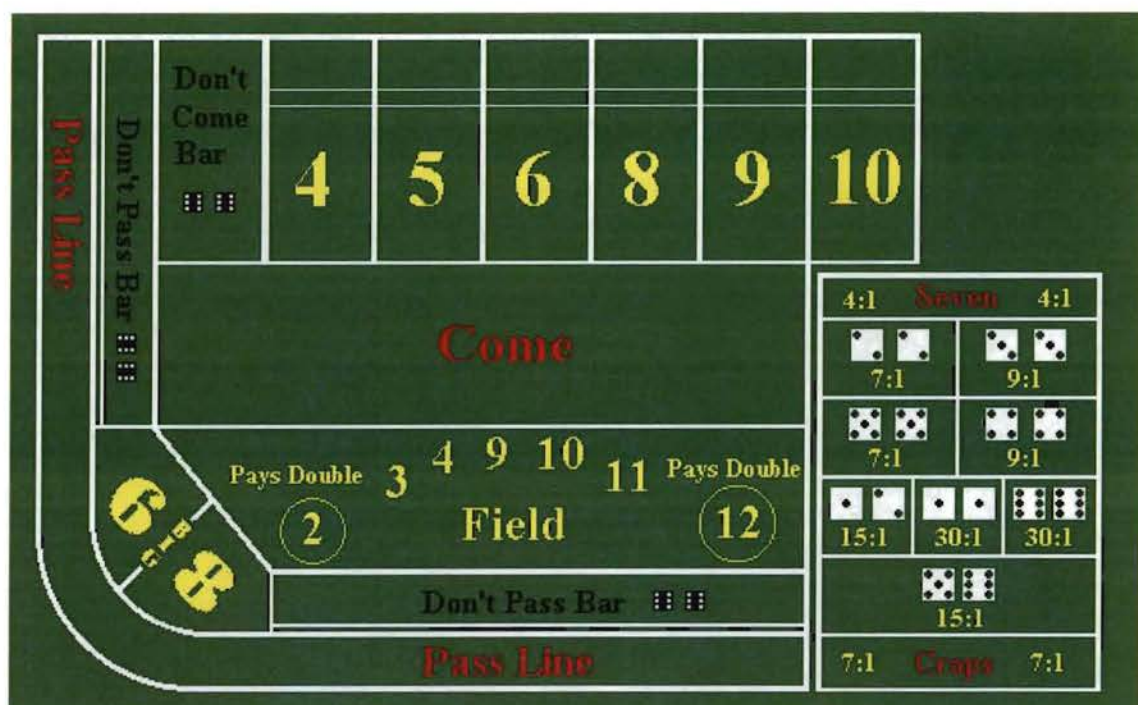 Pass Line
Don't Pass Bar
Don't
Come
Bar
4 5 6 8 9 10
Come
Pays Double 3 4 9 10 11 Pays Double
2 Field 12
6
BIG
8
Don't Pass Bar
Pass Line
4:1 Seven 4:1
7:1 9:1
7:1 9:1
15:1 30:1 30:1
15:1
7:1 Craps 7:1